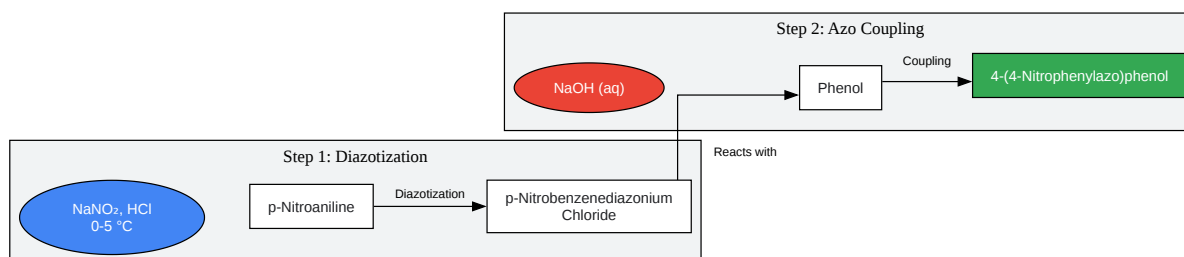 Step 2: Azo Coupling
NaOH (aq)
Phenol
Coupling
4-(4-Nitrophenylazo)phenol
Step 1: Diazotization
Reacts with
NaNO₂, HCl
0-5 °C
p-Nitroaniline
Diazotization
p-Nitrobenzenediazonium
Chloride